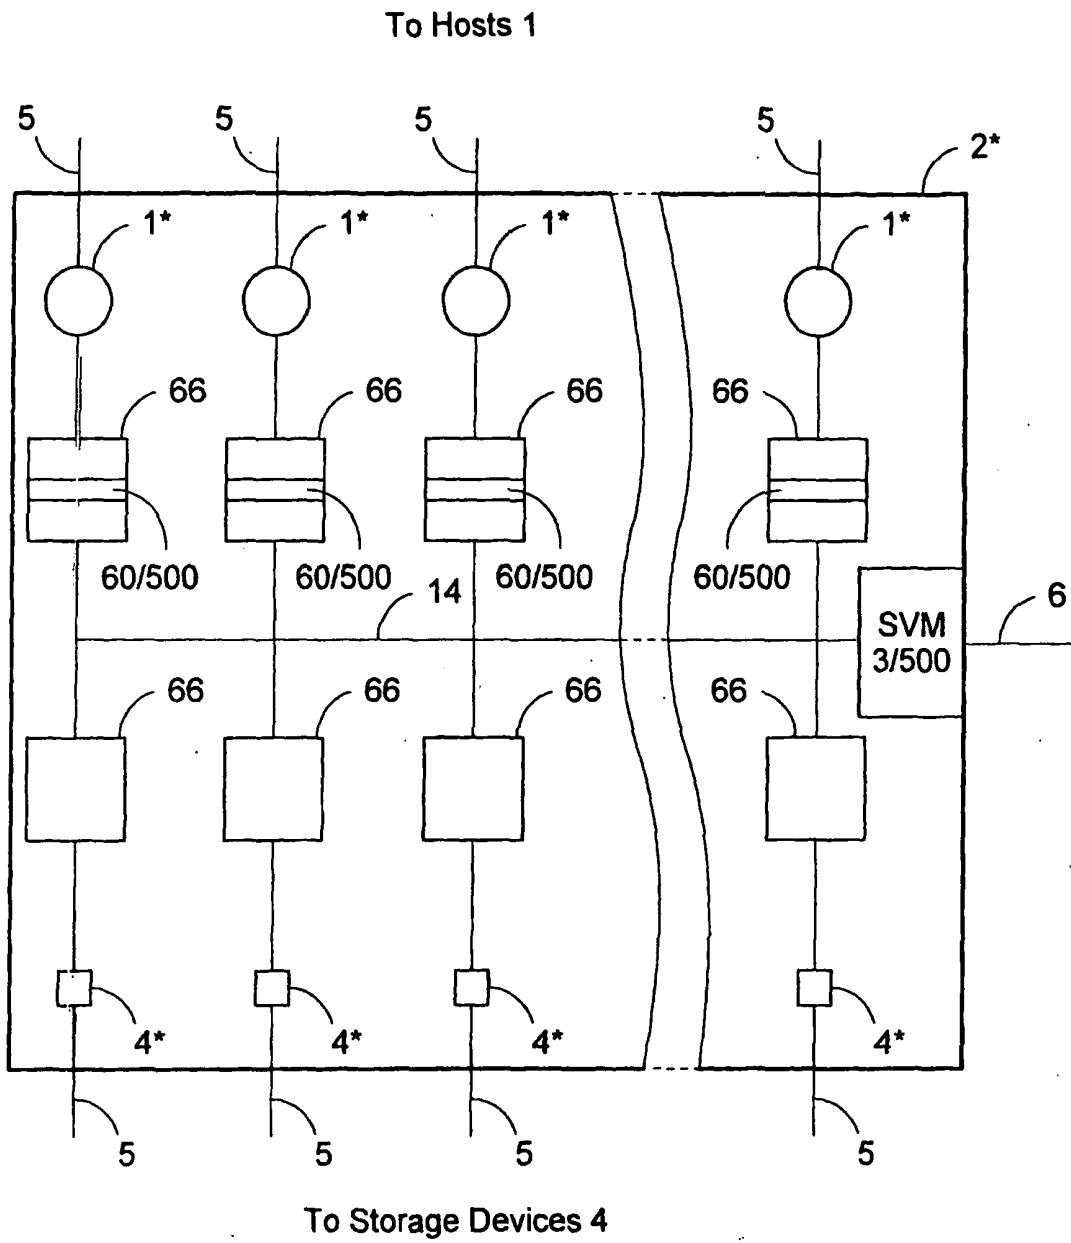 To Hosts 1
5 5 5 5
2*
1* 1* 1* 1*
66 66 66 66
60/500 60/500 60/500 60/500
14
6
SVM
3/500
66 66 66 66
4* 4* 4* 4*
5 5 5 5
To Storage Devices 4